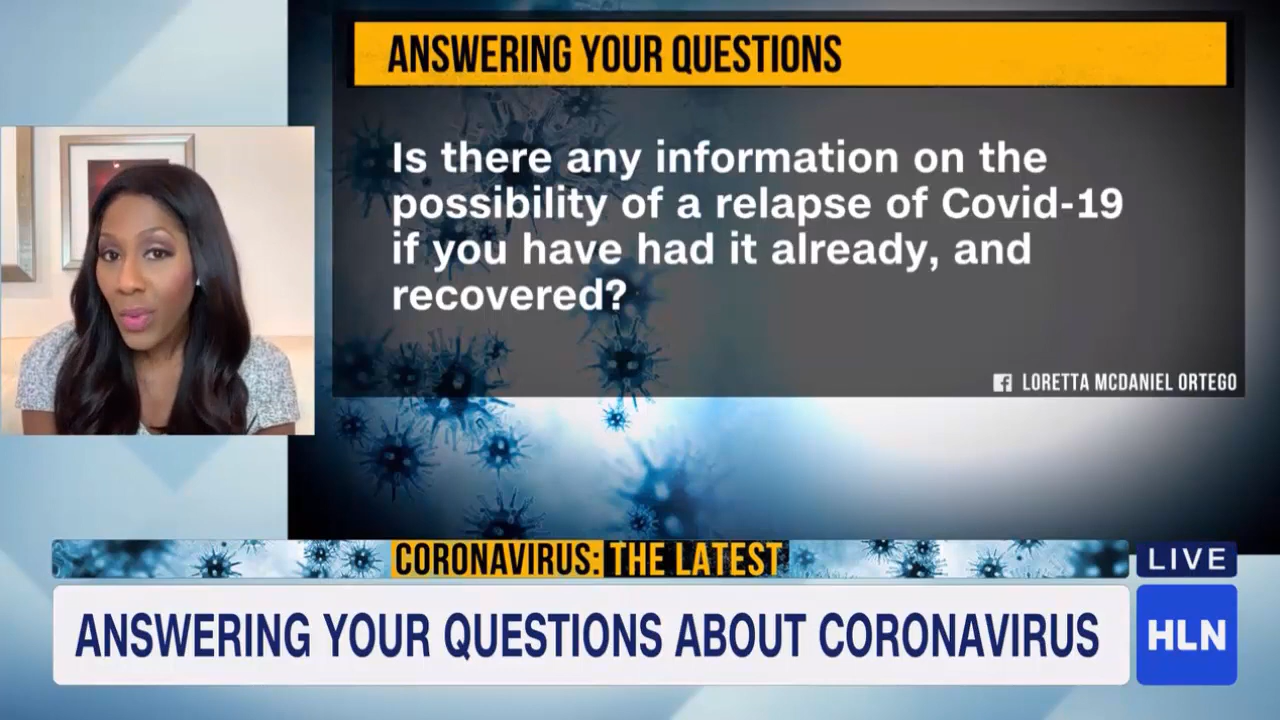 ANSWERING YOUR QUESTIONS
Is there any information on the
possibility of a relapse of Covid-19
if you have had it already, and
recovered?
LORETTA MCDANIEL ORTEGO
CORONAVIRUS: THE LATEST
LIVE
ANSWERING YOUR QUESTIONS ABOUT CORONAVIRUS
HLN